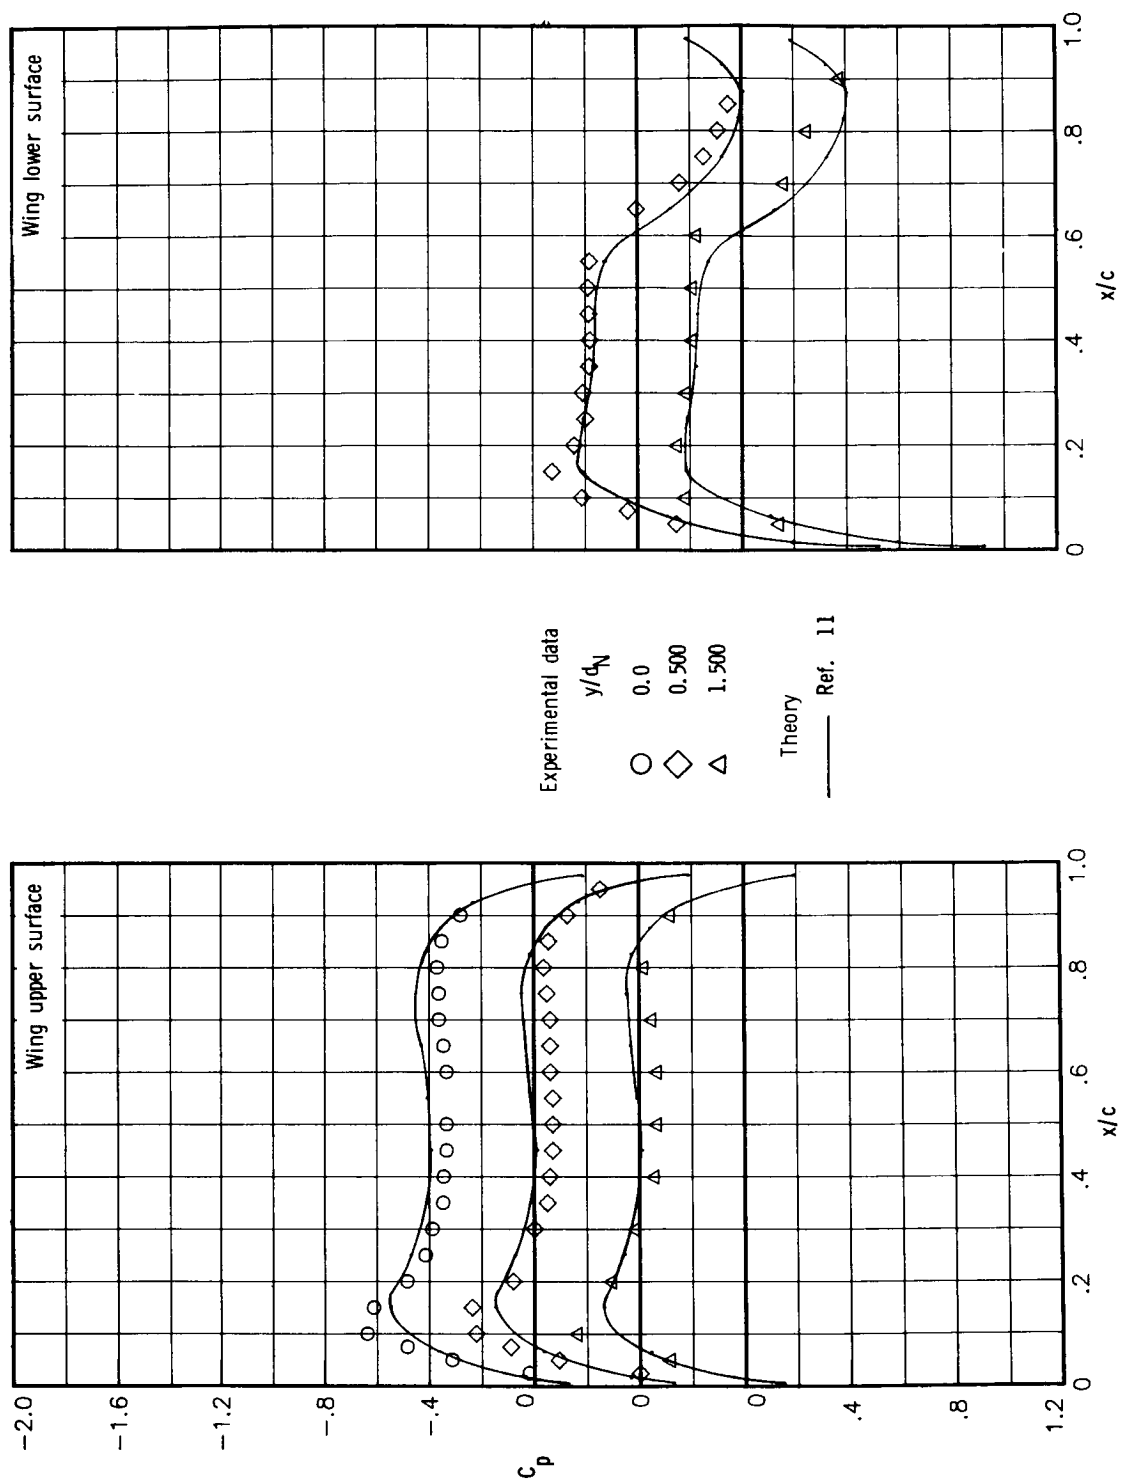 Wing upper surface
Wing lower surface
-2.0
-1.6
-1.2
-.8
-.4
0
0
0
.4
.8
1.2
Cp
0
.2
.4
.6
.8
1.0
x/c
Experimental data
y/dN
0.0
0.500
1.500
Theory
Ref. 11
0
.2
.4
.6
.8
1.0
x/c